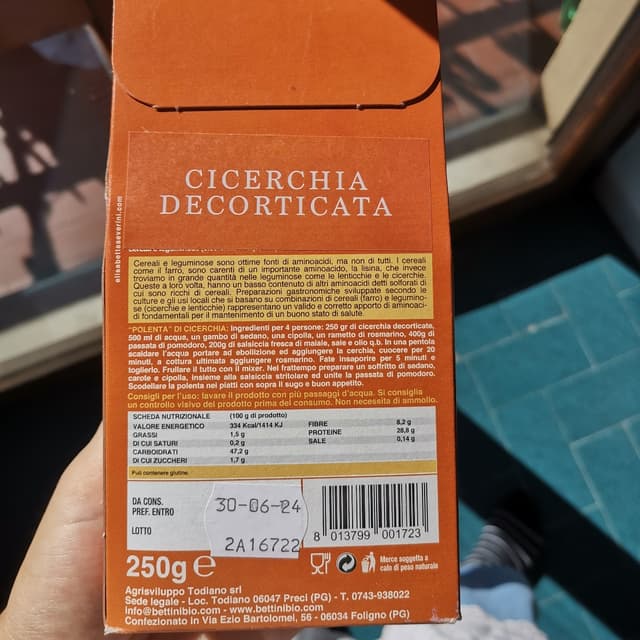 CICERCHIA
DECORTICATA
elisabettaseverini.com
Cereali e leguminose sono ottime fonti di aminoacidi, ma non di tutti. I cereali
come il farro, sono carenti di un importante aminoacido, la lisina, che invece
troviamo in grande quantità nelle leguminose come le lenticchie e le cicerchie.
Queste a loro volta, hanno un basso contenuto di altri aminoacidi detti solforati di
cui sono ricchi di cereali. Preparazioni gastronomiche sviluppate secondo le
culture e gli usi locali che si basano su combinazioni di cereali (farro) e legumino-
se (cicerchie e lenticchie) rappresentano un valido e corretto apporto di aminoaci-
di fondamentali per il mantenimento di un buono stato di salute.
"POLENTA" DI CICERCHIA: Ingredienti per 4 persone: 250 gr di cicerchia decorticate,
500 ml di acqua, un gambo di sedano, una cipolla, un rametto di rosmarino, 400g di
passata di pomodoro, 200g di salsiccia fresca di maiale, sale e olio q.b. In una pentola
scaldare l'acqua portare ad ebollizione ed aggiungere la cerchia, cuocere per 20
minuti, a cottura ultimata aggiungere rosmarino. Fate insaporire per 5 minuti e
toglierlo. Frullare il tutto con il mixer. Nel frattempo preparare un soffritto di sedano,
carote e cipolla, insieme alla salsiccia stritolare ed unite la passata di pomodoro.
Scodellare la polenta nei piatti con sopra il sugo e buon appetito.
Consigli per l'uso: lavare il prodotto con più passaggi d'acqua. Si consiglia
un controllo visivo del prodotto prima del consumo. Non necessita di ammollo.
SCHEDA NUTRIZIONALE (100 g di prodotto)
VALORE ENERGETICO 334 Kcal/1414 KJ FIBRE 8,2 g
GRASSI 1,5 g PROTEINE 28,8 g
DI CUI SATURI 0,2 g SALE 0,14 g
CARBOIDRATI 47,2 g
DI CUI ZUCCHERI 1,7 g
Può contenere glutine.
DA CONS.
PREF. ENTRO 30-06-24
LOTTO 2A16722
8 013799 001723
250g e
Merce soggetta a
calo di peso naturale
Agrisviluppo Todiano srl
Sede legale - Loc. Todiano 06047 Preci (PG) - T. 0743-938022
info@bettinibio.com - www.bettinibio.com
Confezionato in Via Ezio Bartolomei, 56 - 06034 Foligno (PG)